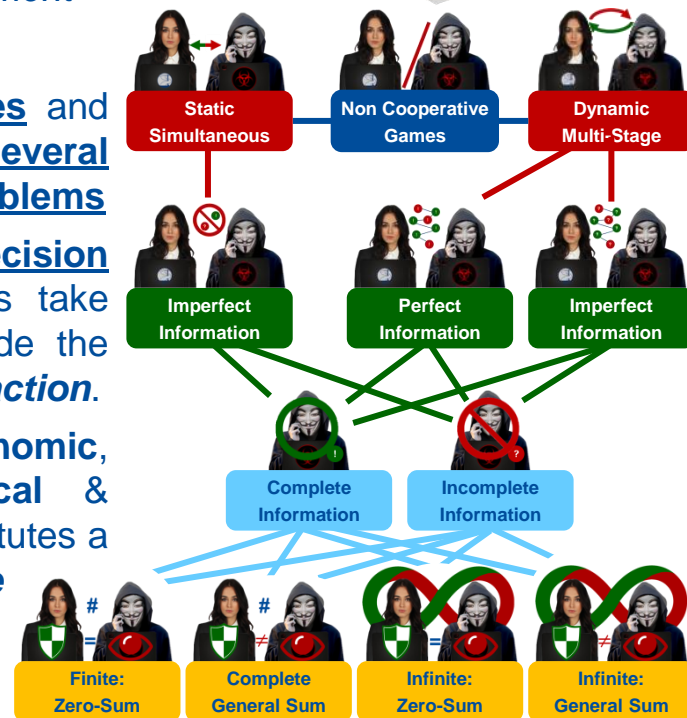 es and
everal
blems
ecision
s take
de the
nction.
nomic,
cal &
tutes a
e
Static
Simultaneous
Non Cooperative
Games
Dynamic
Multi-Stage
Imperfect
Information
Perfect
Information
Imperfect
Information
!
?
Complete
Information
Incomplete
Information
#
=
#
≠
=
≠
Finite:
Zero-Sum
Complete
General Sum
Infinite:
Zero-Sum
Infinite:
General Sum